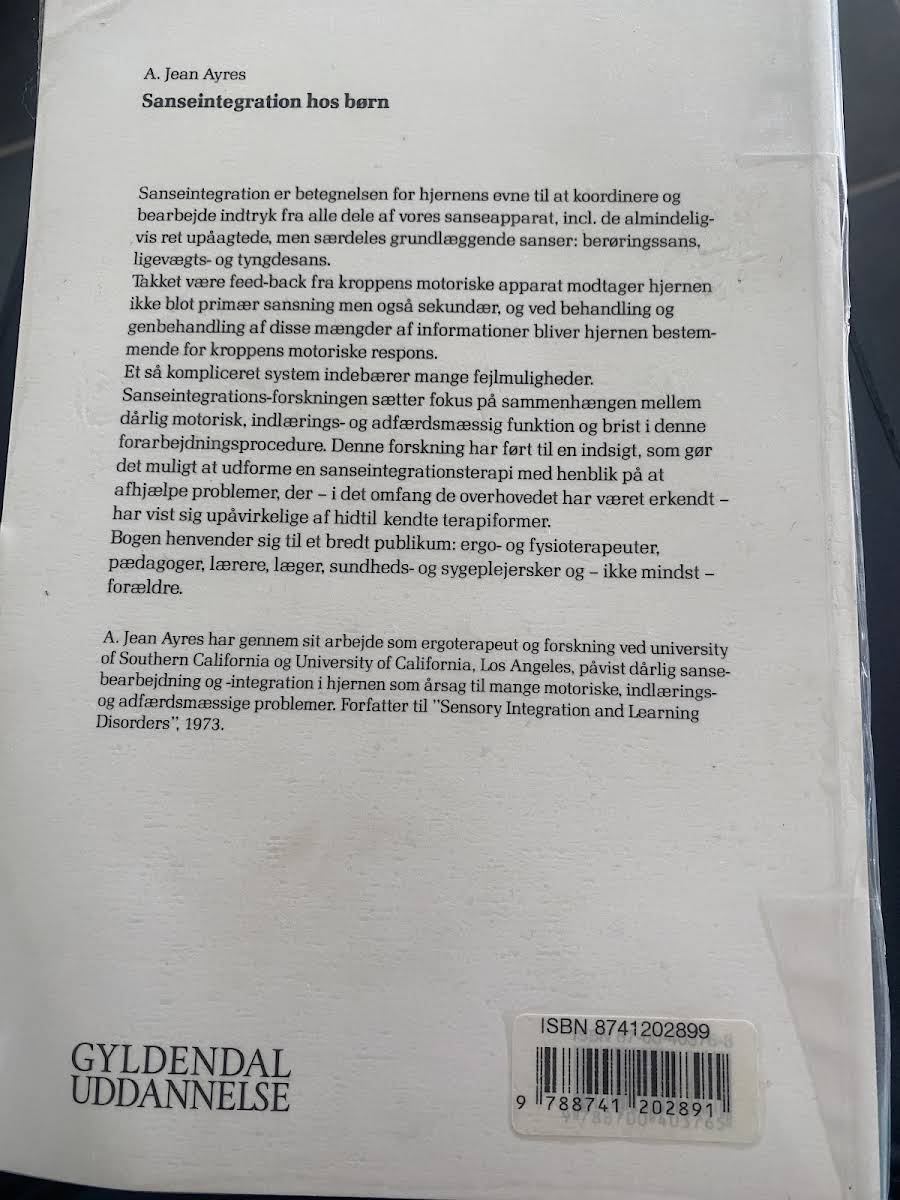 A. Jean Ayres
Sanseintegration hos børn
Sanseintegration er betegnelsen for hjernens evne til at koordinere og
bearbejde indtryk fra alle dele af vores sanseapparat, incl. de almindelig-
vis ret upåagtede, men særdeles grundlæggende sanser: berøringssans,
ligevægts- og tyngdesans.
Takket være feed-back fra kroppens motoriske apparat modtager hjernen
ikke blot primær sansning men også sekundær, og ved behandling og
genbehandling af disse mængder af informationer bliver hjernen bestem-
mende for kroppens motoriske respons.
Et så kompliceret system indebærer mange fejlmuligheder.
Sanseintegrations-forskningen sætter fokus på sammenhængen mellem
dårlig motorisk, indlærings- og adfærdsmæssig funktion og brist i denne
forarbejdningsprocedure. Denne forskning har ført til en indsigt, som gør
det muligt at udforme en sanseintegrationsterapi med henblik på at
afhjælpe problemer, der – i det omfang de overhovedet har været erkendt –
har vist sig upåvirkelige af hidtil kendte terapiformer.
Bogen henvender sig til et bredt publikum: ergo- og fysioterapeuter,
pædagoger, lærere, læger, sundheds- og sygeplejersker og – ikke mindst –
forældre.
A. Jean Ayres har gennem sit arbejde som ergoterapeut og forskning ved university
of Southern California og University of California, Los Angeles, påvist dårlig sanse-
bearbejdning og -integration i hjernen som årsag til mange motoriske, indlærings-
og adfærdsmæssige problemer. Forfatter til "Sensory Integration and Learning
Disorders", 1973.
ISBN 8741202899
9 788741 202891
GYLDENDAL
UDDANNELSE